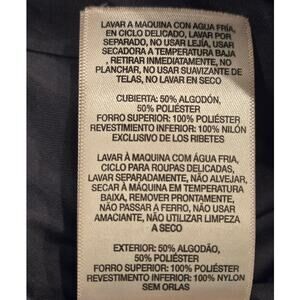 LAVAR A MAQUINA CON AGUA FRIA,
EN CICLO DELICADO, LAVAR POR
SEPARADO, NO USAR LEJÍA, USAR
SECADORA A TEMPERATURA BAJA
, RETIRAR INMEDIATAMENTE, NO
PLANCHAR, NO USAR SUAVIZANTE DE
TELAS, NO LAVAR EN SECO
CUBIERTA: 50% ALGODÓN,
50% POLIÉSTER
FORRO SUPERIOR: 100% POLIÉSTER
REVESTIMIENTO INFERIOR: 100% NILÓN
EXCLUSIVO DE LOS RIBETES
LAVAR À MÁQUINA COM ÁGUA FRIA,
CICLO PARA ROUPAS DELICADAS,
LAVAR SEPARADAMENTE, NÃO ALVEJAR,
SECAR À MÁQUINA EM TEMPERATURA
BAIXA, REMOVER PRONTAMENTE,
NÃO PASSAR A FERRO, NÃO USAR
AMACIANTE, NÃO UTILIZAR LIMPEZA
A SECO
EXTERIOR: 50% ALGODÃO,
50% POLIÉSTER
FORRO SUPERIOR: 100% POLIÉSTER
REVESTIMENTO INFERIOR: 100% NYLON
SEM ORLAS